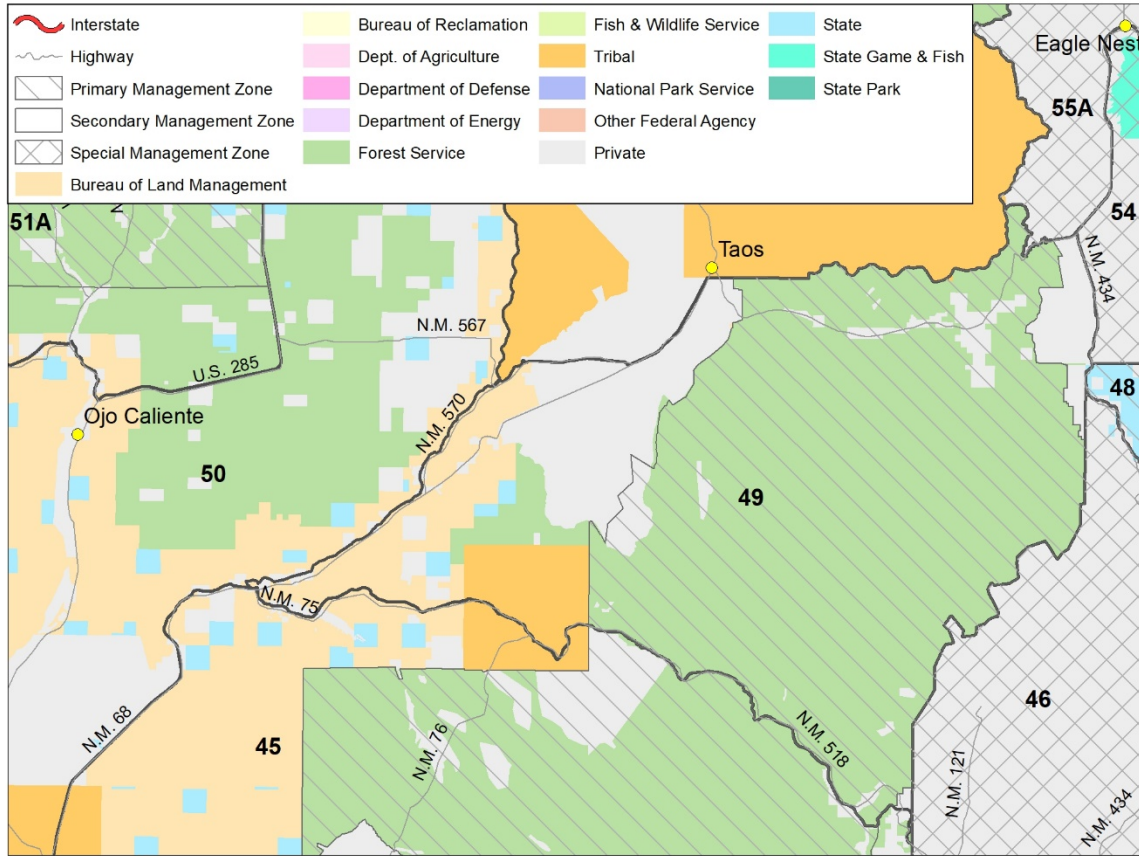 Interstate
Highway
Primary Management Zone
Secondary Management Zone
Special Management Zone
Bureau of Land Management
Bureau of Reclamation
Dept. of Agriculture
Department of Defense
Department of Energy
Forest Service
Fish & Wildlife Service
Tribal
National Park Service
Other Federal Agency
Private
State
State Game & Fish
State Park
Eagle Nest
55A
51A
54
Taos
N.M. 434
N.M. 567
U.S. 285
48
Ojo Caliente
N.M. 570
50
49
N.M. 75
46
N.M. 68
45
N.M. 76
N.M. 518
N.M. 121
N.M. 434